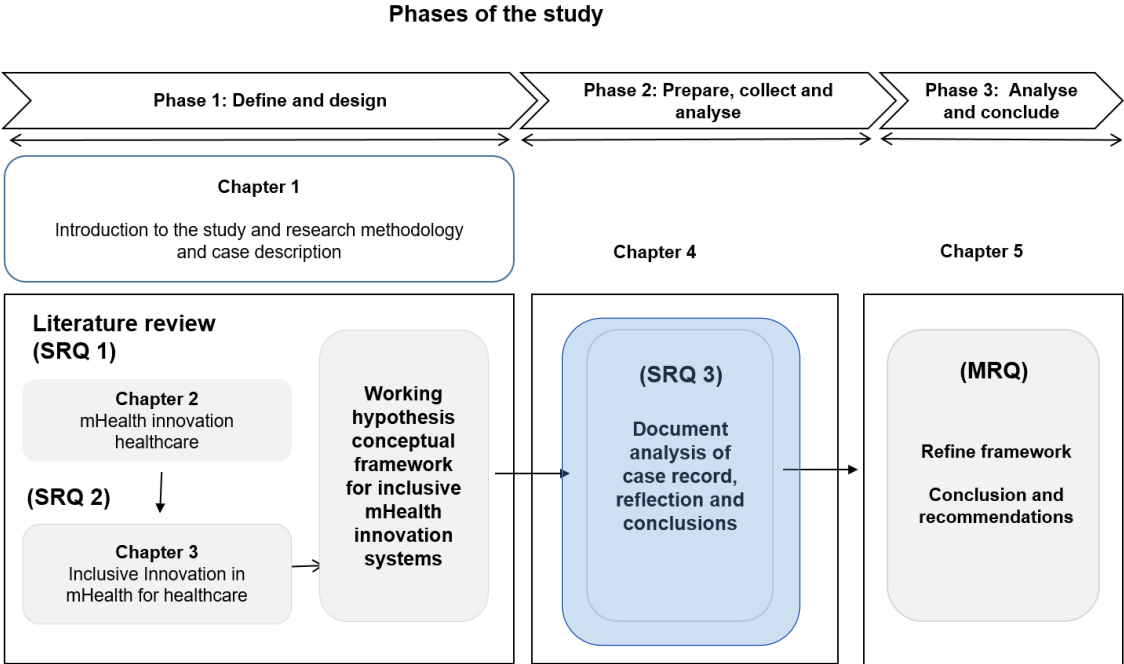 Phases of the study
Phase 1: Define and design
Phase 2: Prepare, collect and
analyse
Phase 3:  Analyse
and conclude
Chapter 1
Introduction to the study and research methodology
and case description
Chapter 4
Chapter 5
Literature review
(SRQ 1)
Chapter 2
mHealth innovation
healthcare
(SRQ 2)
Chapter 3
Inclusive Innovation in
mHealth for healthcare
Working
hypothesis
conceptual
framework
for inclusive
mHealth
innovation
systems
(SRQ 3)
Document
analysis of
case record,
reflection and
conclusions
(MRQ)
Refine framework
Conclusion and
recommendations